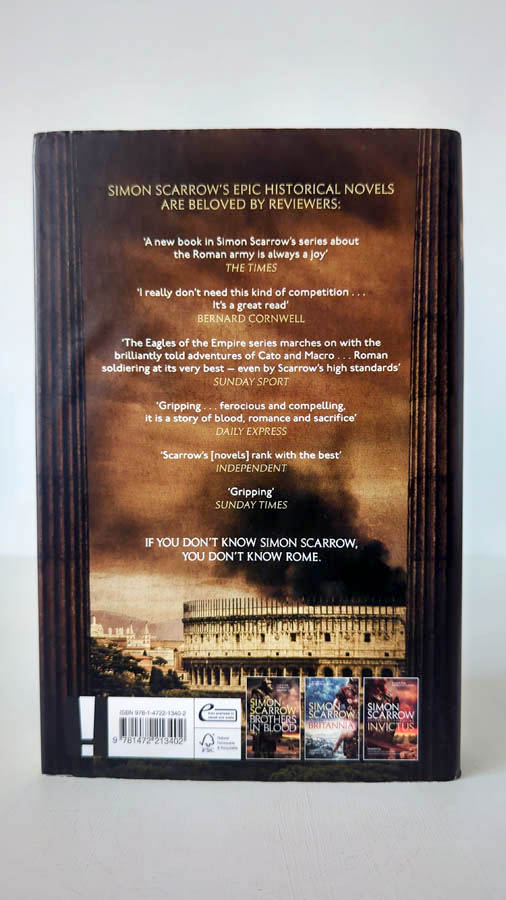 SIMON SCARROW'S EPIC HISTORICAL NOVELS
ARE BELOVED BY REVIEWERS:
'A new book in Simon Scarrow's series about
the Roman army is always a joy'
THE TIMES
'I really don't need this kind of competition . . .
It's a great read'
BERNARD CORNWELL
'The Eagles of the Empire series marches on with the
brilliantly told adventures of Cato and Macro . . . Roman
soldiering at its very best – even by Scarrow's high standards'
SUNDAY SPORT
'Gripping . . . ferocious and compelling,
it is a story of blood, romance and sacrifice'
DAILY EXPRESS
'Scarrow's [novels] rank with the best'
INDEPENDENT
'Gripping'
SUNDAY TIMES
IF YOU DON'T KNOW SIMON SCARROW,
YOU DON'T KNOW ROME.
ISBN 978-1-4722-1340-2
9 781472 213402
e
FSC
SIMON
SCARROW
BROTHERS
IN BLOOD
SIMON
SCARROW
BRITANNIA
SIMON
SCARROW
INVICTUS